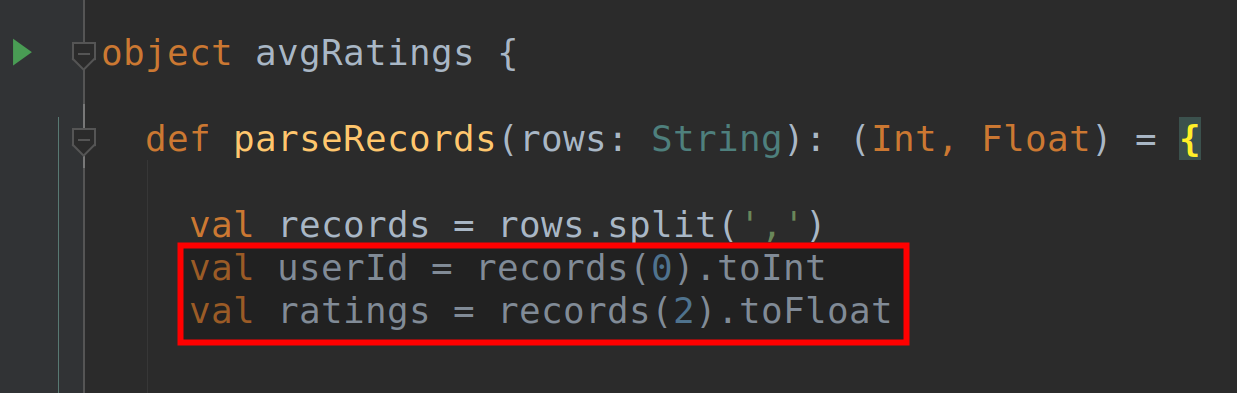 object avgRatings {
def parseRecords(rows: String): (Int, Float) = {
val records = rows.split(',')
val userId = records(0).toInt
val ratings = records(2).toFloat